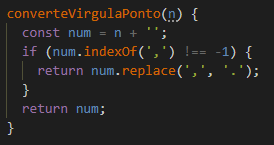 converteVirgulaPonto(n) {
const num = n + '';
if (num.indexOf(',') !== -1) {
return num.replace(',', '.');
}
return num;
}